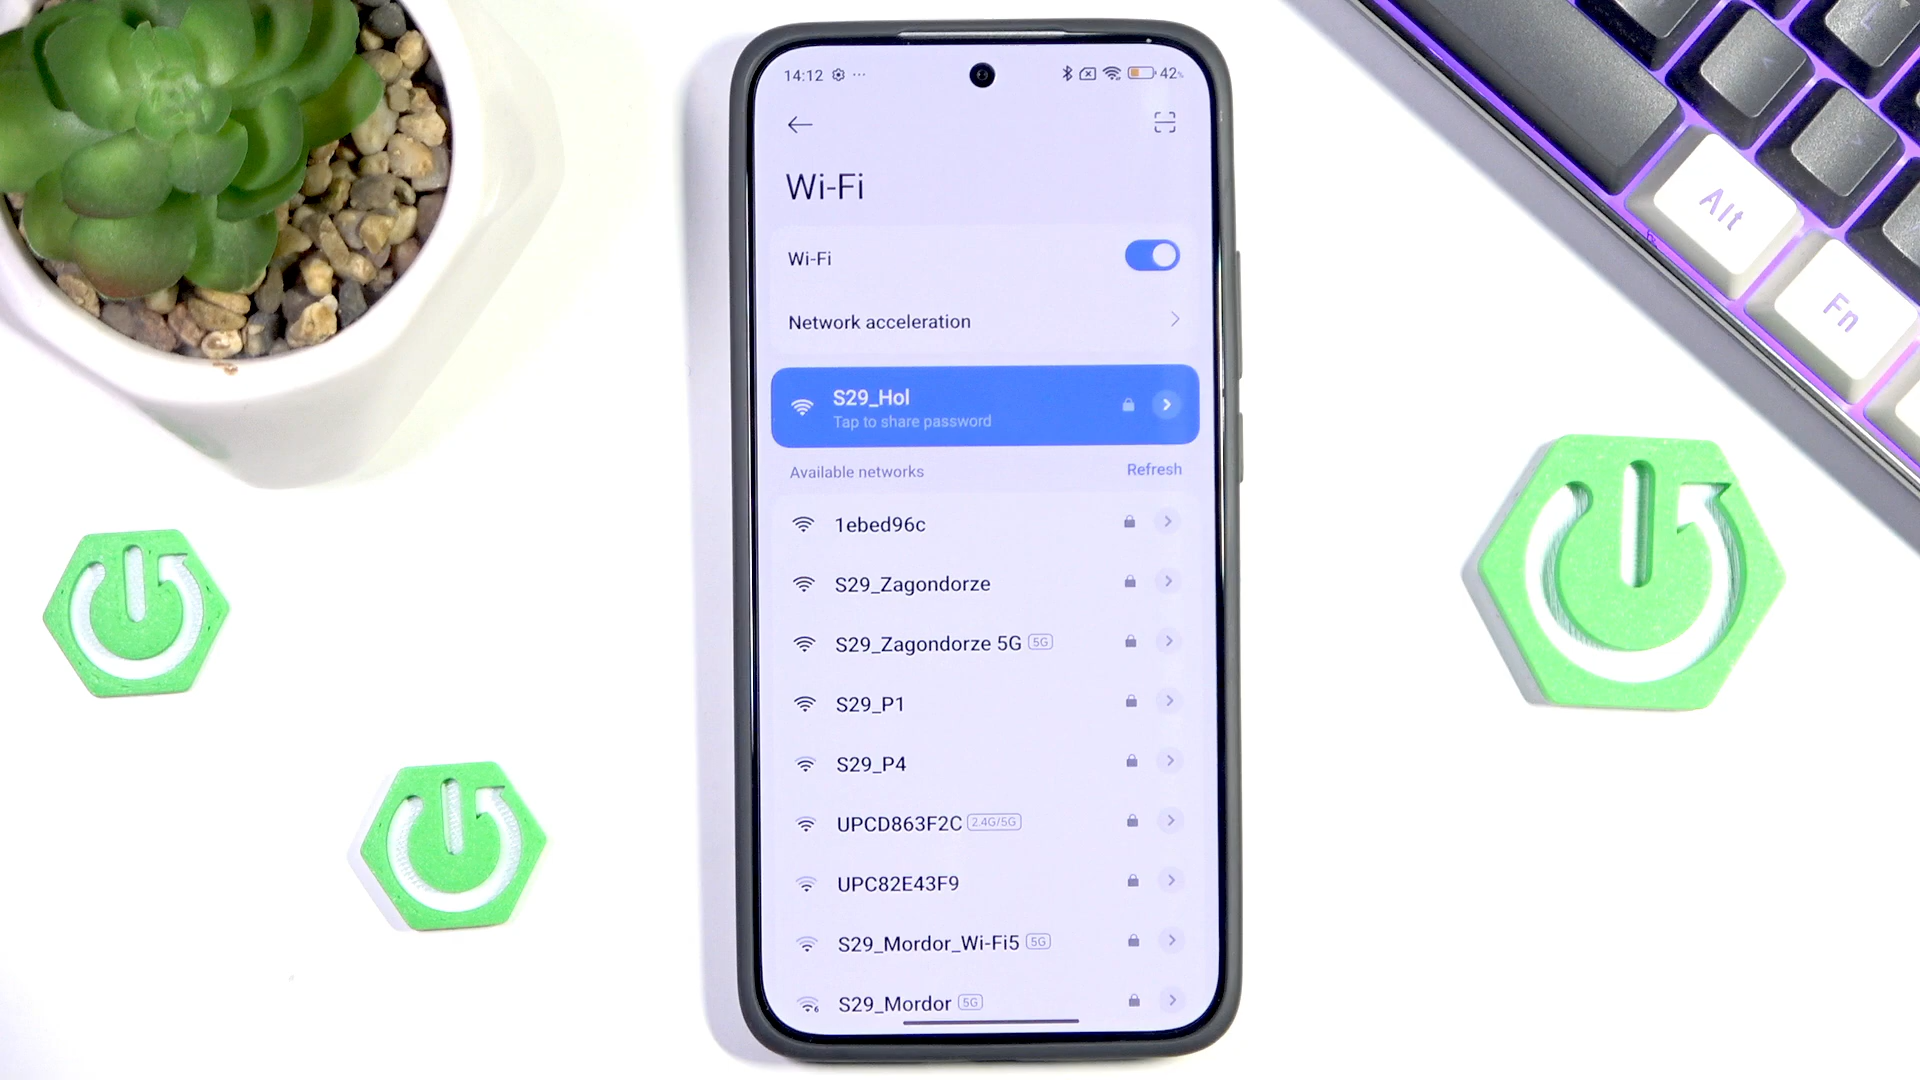 14:12 ... 42%
Wi-Fi
Wi-Fi
Network acceleration
S29_Hol
Tap to share password
Available networks Refresh
1ebed96c
S29_Zagondorze
S29_Zagondorze 5G 5G
S29_P1
S29_P4
UPCD863F2C 2.4G/5G
UPC82E43F9
S29_Mordor_Wi-Fi5 5G
S29_Mordor 5G
Alt
Fn